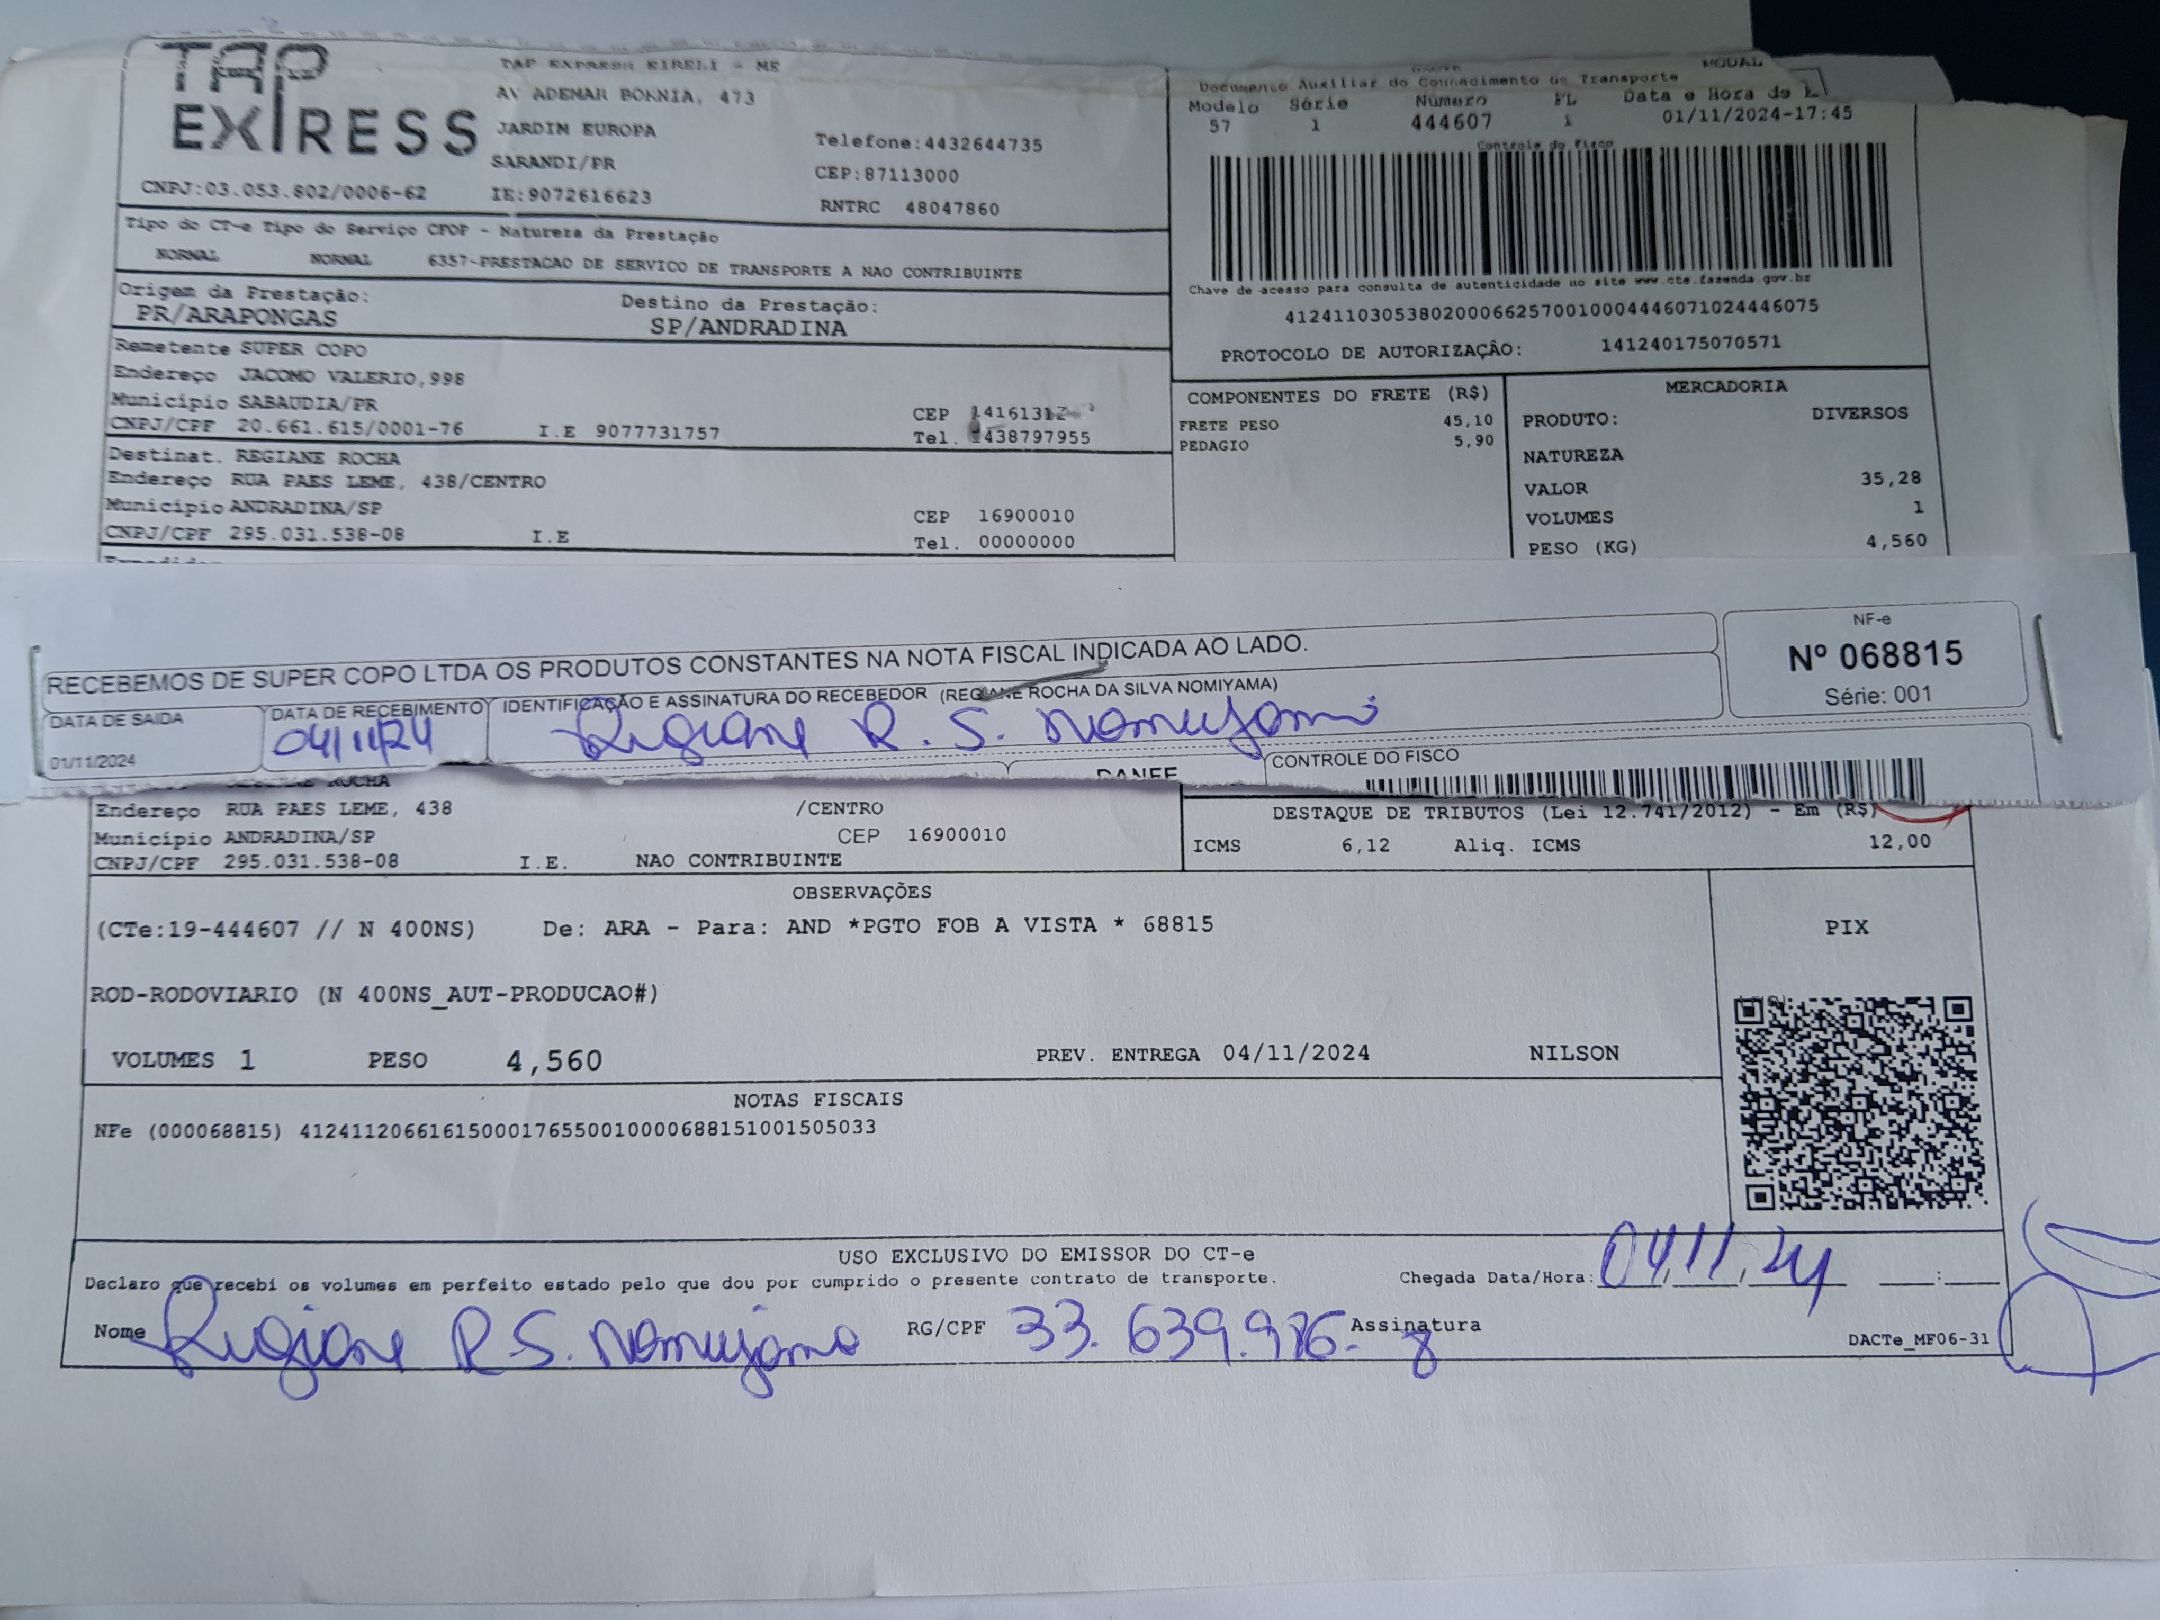 TAP EXPRESS
TAP EXPRESS EIRELI - ME
AV ADEMAR BORNIA, 473
JARDIM EUROPA
Telefone:4432644735
SARANDI/PR
CEP:87113000
CNPJ:03.053.802/0006-62
IE:9072616623
RNTRC 48047860
MODAL
Documento Auxiliar do Conhecimento de Transporte
Modelo Série Número FL Data e Hora de
57 1 444607 1 01/11/2024-17:45
Controle do Fisco
Chave de acesso para consulta de autenticidade no site www.cte.fazenda.gov.br
41241103053802000662570010004446071024446075
PROTOCOLO DE AUTORIZAÇÃO: 141240175070571
Tipo do CT-e Tipo do Serviço CFOP - Natureza da Prestação
NORMAL NORMAL 6357-PRESTACAO DE SERVICO DE TRANSPORTE A NAO CONTRIBUINTE
Origem da Prestação: Destino da Prestação:
PR/ARAPONGAS SP/ANDRADINA
Remetente SUPER COPO
Endereço JACOMO VALERIO,998
Município SABAUDIA/PR CEP
CNPJ/CPF 20.661.615/0001-76 I.E 9077731757 Tel. 438797955
Destinat. REGIANE ROCHA
Endereço RUA PAES LEME, 438/CENTRO
Município ANDRADINA/SP CEP 16900010
CNPJ/CPF 295.031.538-08 I.E Tel. 00000000
COMPONENTES DO FRETE (R$)
FRETE PESO 45,10
PEDAGIO 5,90
MERCADORIA
PRODUTO: DIVERSOS
NATUREZA
VALOR 35,28
VOLUMES 1
PESO (KG) 4,560
RECEBEMOS DE SUPER COPO LTDA OS PRODUTOS CONSTANTES NA NOTA FISCAL INDICADA AO LADO.
DATA DE SAIDA
01/11/2024
DATA DE RECEBIMENTO
04/11/24
IDENTIFICAÇÃO E ASSINATURA DO RECEBEDOR (REGIANE ROCHA DA SILVA NOMIYAMA)
Regiane R. S. Nomiyama
NF-e
Nº 068815
Série: 001
DANFE
CONTROLE DO FISCO
ROCHA
Endereço RUA PAES LEME, 438 /CENTRO
Município ANDRADINA/SP CEP 16900010
CNPJ/CPF 295.031.538-08 I.E. NAO CONTRIBUINTE
DESTAQUE DE TRIBUTOS (Lei 12.741/2012) - Em (R$)
ICMS 6,12 Aliq. ICMS 12,00
OBSERVAÇÕES
(CTe:19-444607 // N 400NS) De: ARA - Para: AND *PGTO FOB A VISTA * 68815
ROD-RODOVIARIO (N 400NS_AUT-PRODUCAO#)
VOLUMES 1 PESO 4,560 PREV. ENTREGA 04/11/2024 NILSON
PIX
NOTAS FISCAIS
NFe (000068815) 41241120661615000176550010000688151001505033
USO EXCLUSIVO DO EMISSOR DO CT-e
Declaro que recebi os volumes em perfeito estado pelo que dou por cumprido o presente contrato de transporte.
Chegada Data/Hora: 04/11/24 __:__
Nome Regiane R S. Nomiyama RG/CPF 33.639.986-8 Assinatura
DACTe_MF06-31